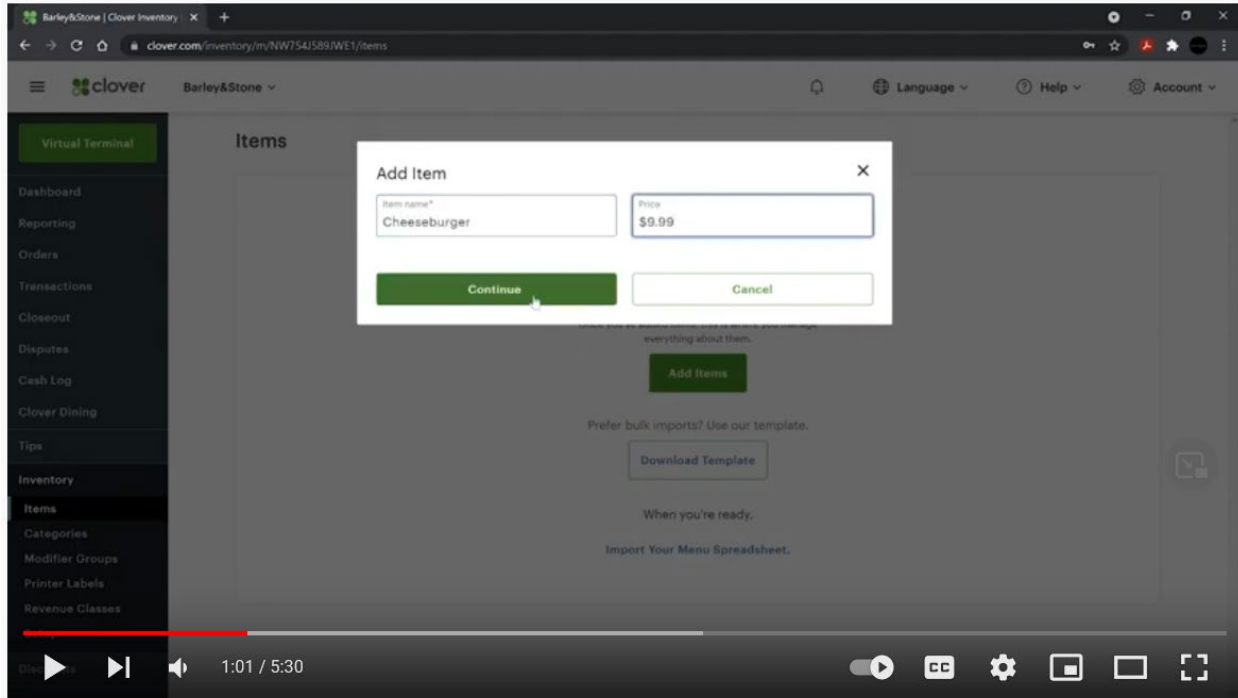 Barley&Stone | Clover Inventory
clover.com/inventory/m/NW754J589JWE1/items
clover
Barley&Stone
Language
Help
Account
Virtual Terminal
Dashboard
Reporting
Orders
Transactions
Closeout
Disputes
Cash Log
Clover Dining
Tips
Inventory
Items
Categories
Modifier Groups
Printer Labels
Revenue Classes
Items
Add Item
Item name*
Cheeseburger
Price
$9.99
Continue
Cancel
everything about them.
Add Items
Prefer bulk imports? Use our template.
Download Template
When you're ready,
Import Your Menu Spreadsheet.
1:01 / 5:30
CC